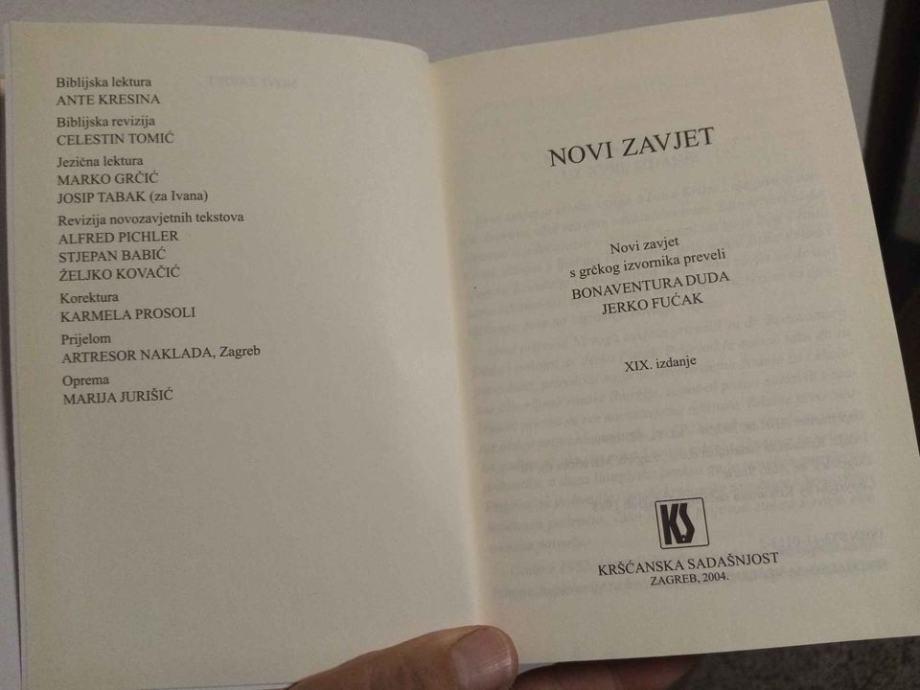 Biblijska lektura
ANTE KRESINA
Biblijska revizija
CELESTIN TOMIĆ
Jezična lektura
MARKO GRČIĆ
JOSIP TABAK (za Ivana)
Revizija novozavjetnih tekstova
ALFRED PICHLER
STJEPAN BABIĆ
ŽELJKO KOVAČIĆ
Korektura
KARMELA PROSOLI
Prijelom
ARTRESOR NAKLADA, Zagreb
Oprema
MARIJA JURIŠIĆ
NOVI ZAVJET
Novi zavjet
s grčkog izvornika preveli
BONAVENTURA DUDA
JERKO FUĆAK
XIX. izdanje
KS
KRŠĆANSKA SADAŠNJOST
ZAGREB, 2004.